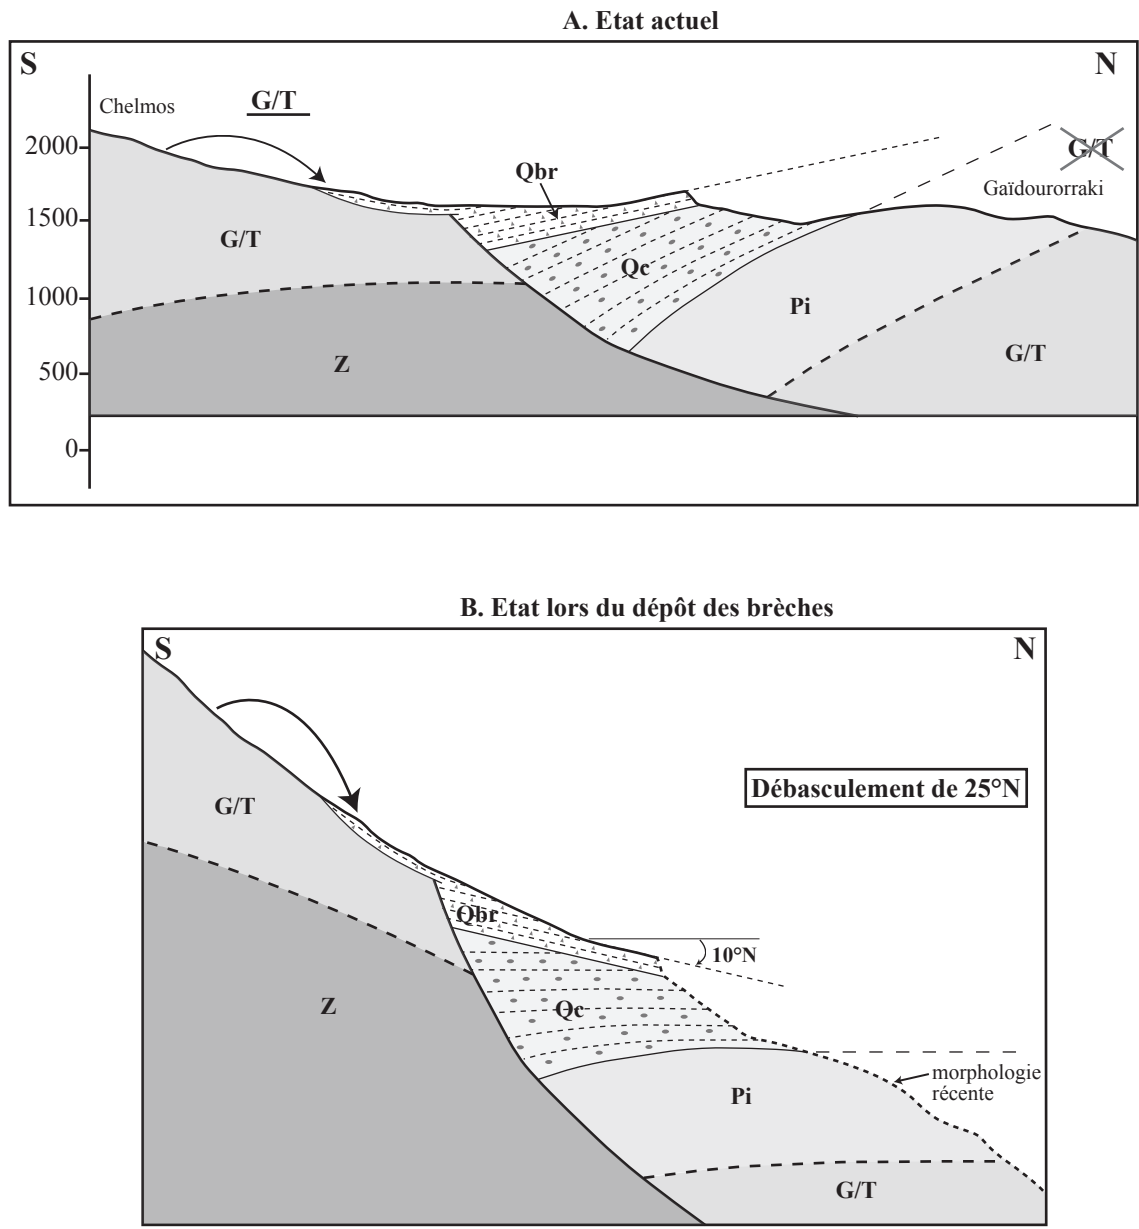 A. Etat actuel
S
N
Chelmos
G/T
2000
G/T
Qbr
Gaïdourorraki
1500
G/T
Qc
1000
Pi
G/T
500
Z
0
B. Etat lors du dépôt des brèches
S
N
Débasculement de 25°N
G/T
Qbr
10°N
Z
Qc
morphologie
récente
Pi
G/T